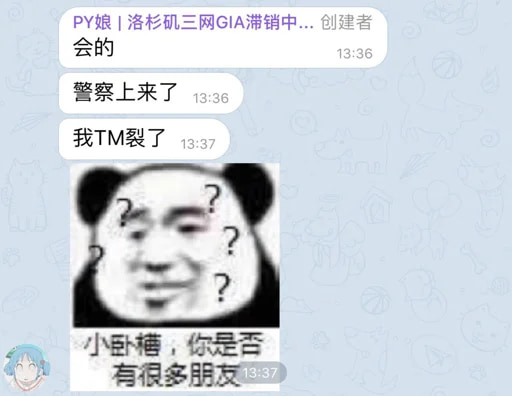 PY娘 | 洛杉矶三网GIA滞销中... 创建者
会的 13:36
警察上来了 13:36
我TM裂了 13:37
? ?
? ?
?
小卧槽，你是否
有很多朋友 13:37